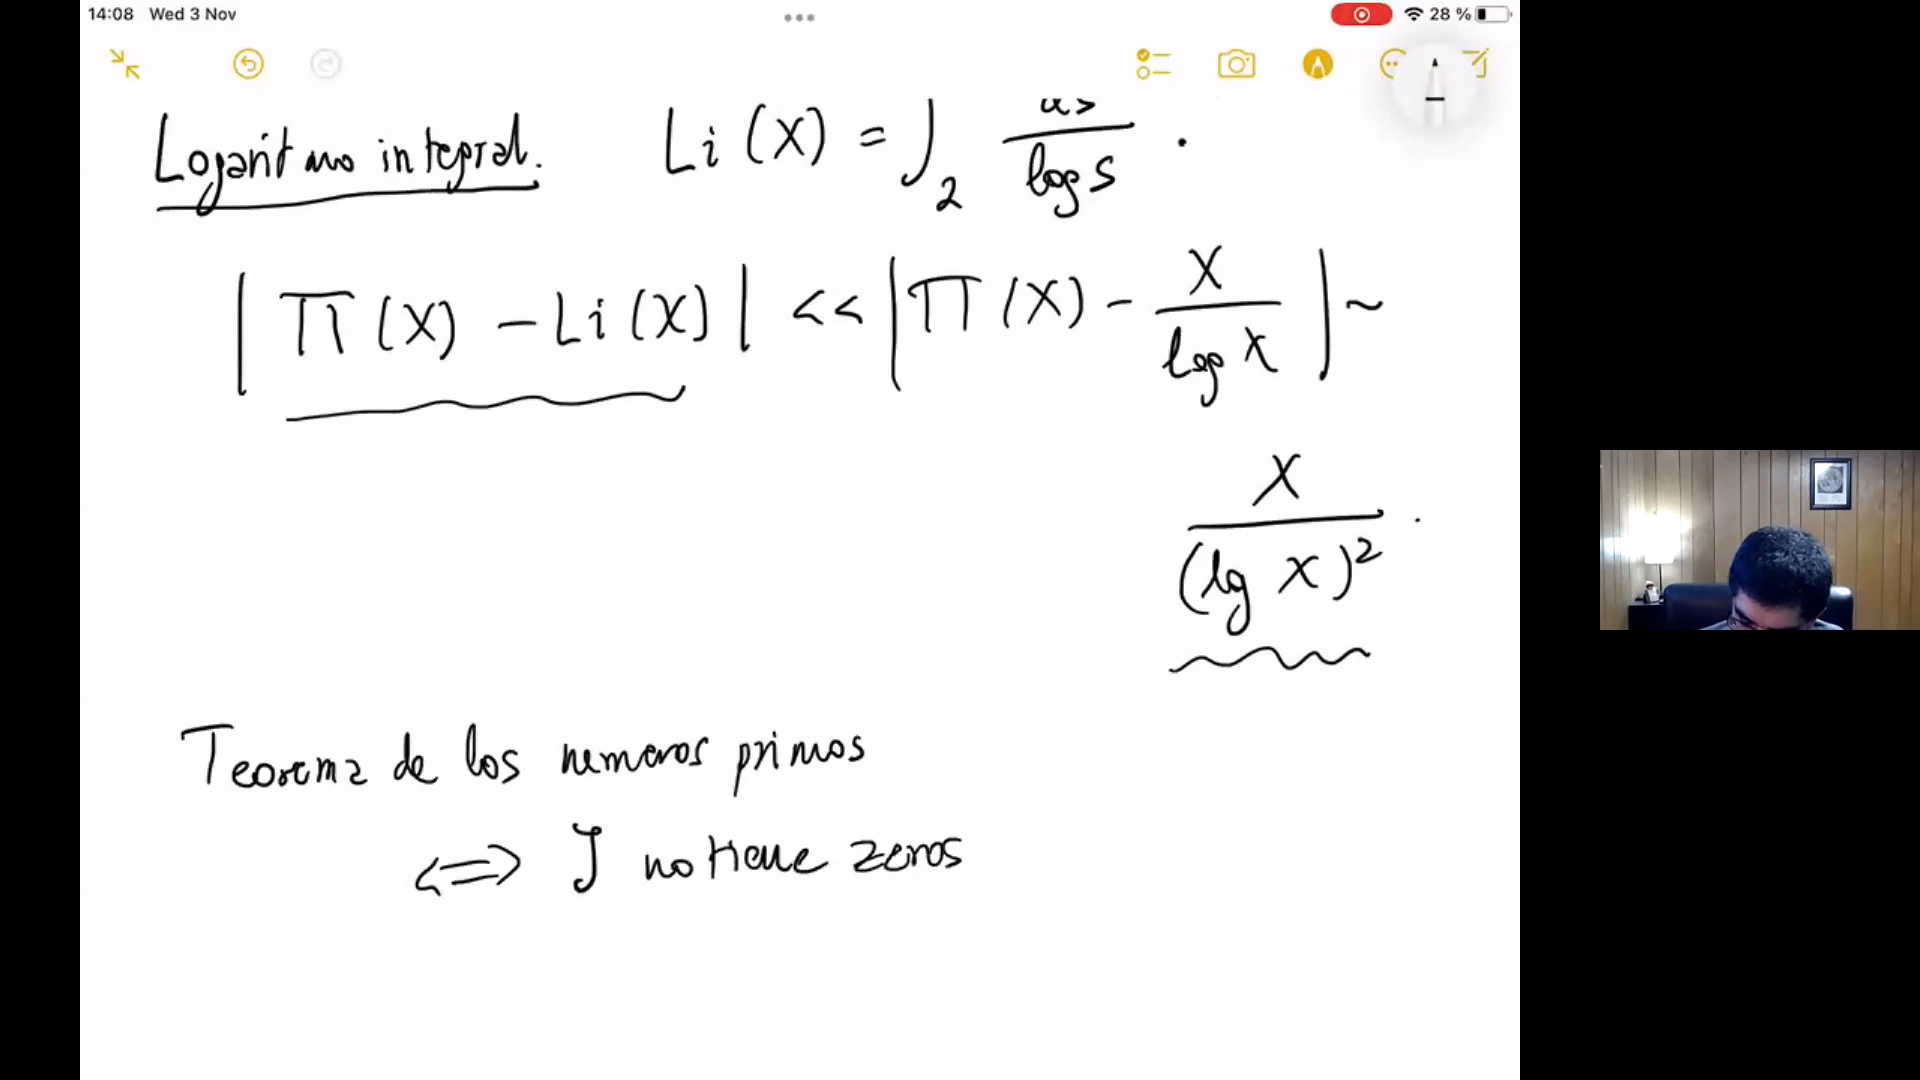 14:08 Wed 3 Nov 28 %
Logaritmo integral. Li (x) = ∫₂ ds / log s .
| Π(x) - Li(x) | << | Π(x) - x / log x | ~
x / (lg x)² .
Teorema de los numeros primos
<=> ζ no tiene zeros